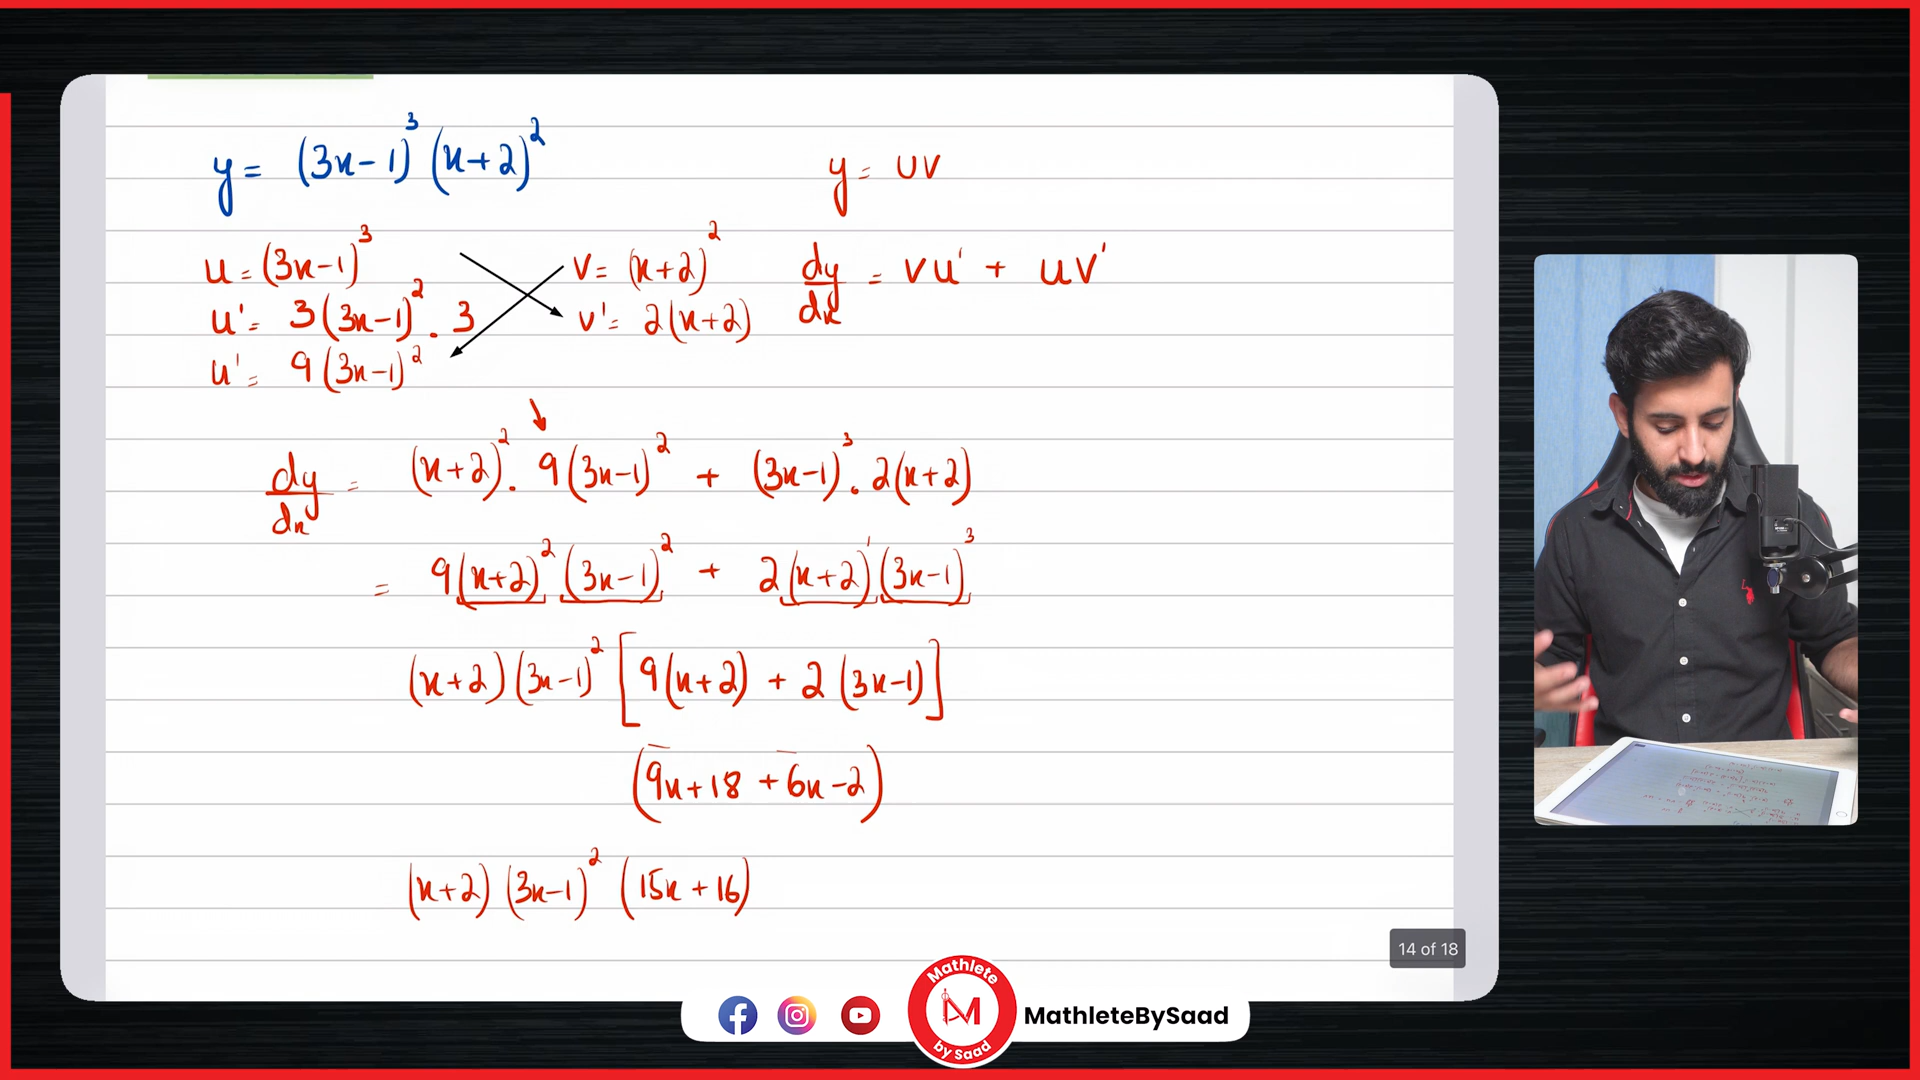 y = (3x-1)³ (x+2)²
y = uv
u = (3x-1)³
v = (x+2)²
dy/dx = vu' + uv'
u' = 3(3x-1)² . 3
v' = 2(x+2)
u' = 9(3x-1)²
dy/dx = (x+2)² . 9(3x-1)² + (3x-1)³ . 2(x+2)
= 9(x+2)² (3x-1)² + 2(x+2)¹(3x-1)³
(x+2)(3x-1)² [9(x+2) + 2(3x-1)]
(9x+18 +6x-2)
(x+2)(3x-1)² (15x+16)
14 of 18
Mathlete
M
by Saad
MathleteBySaad